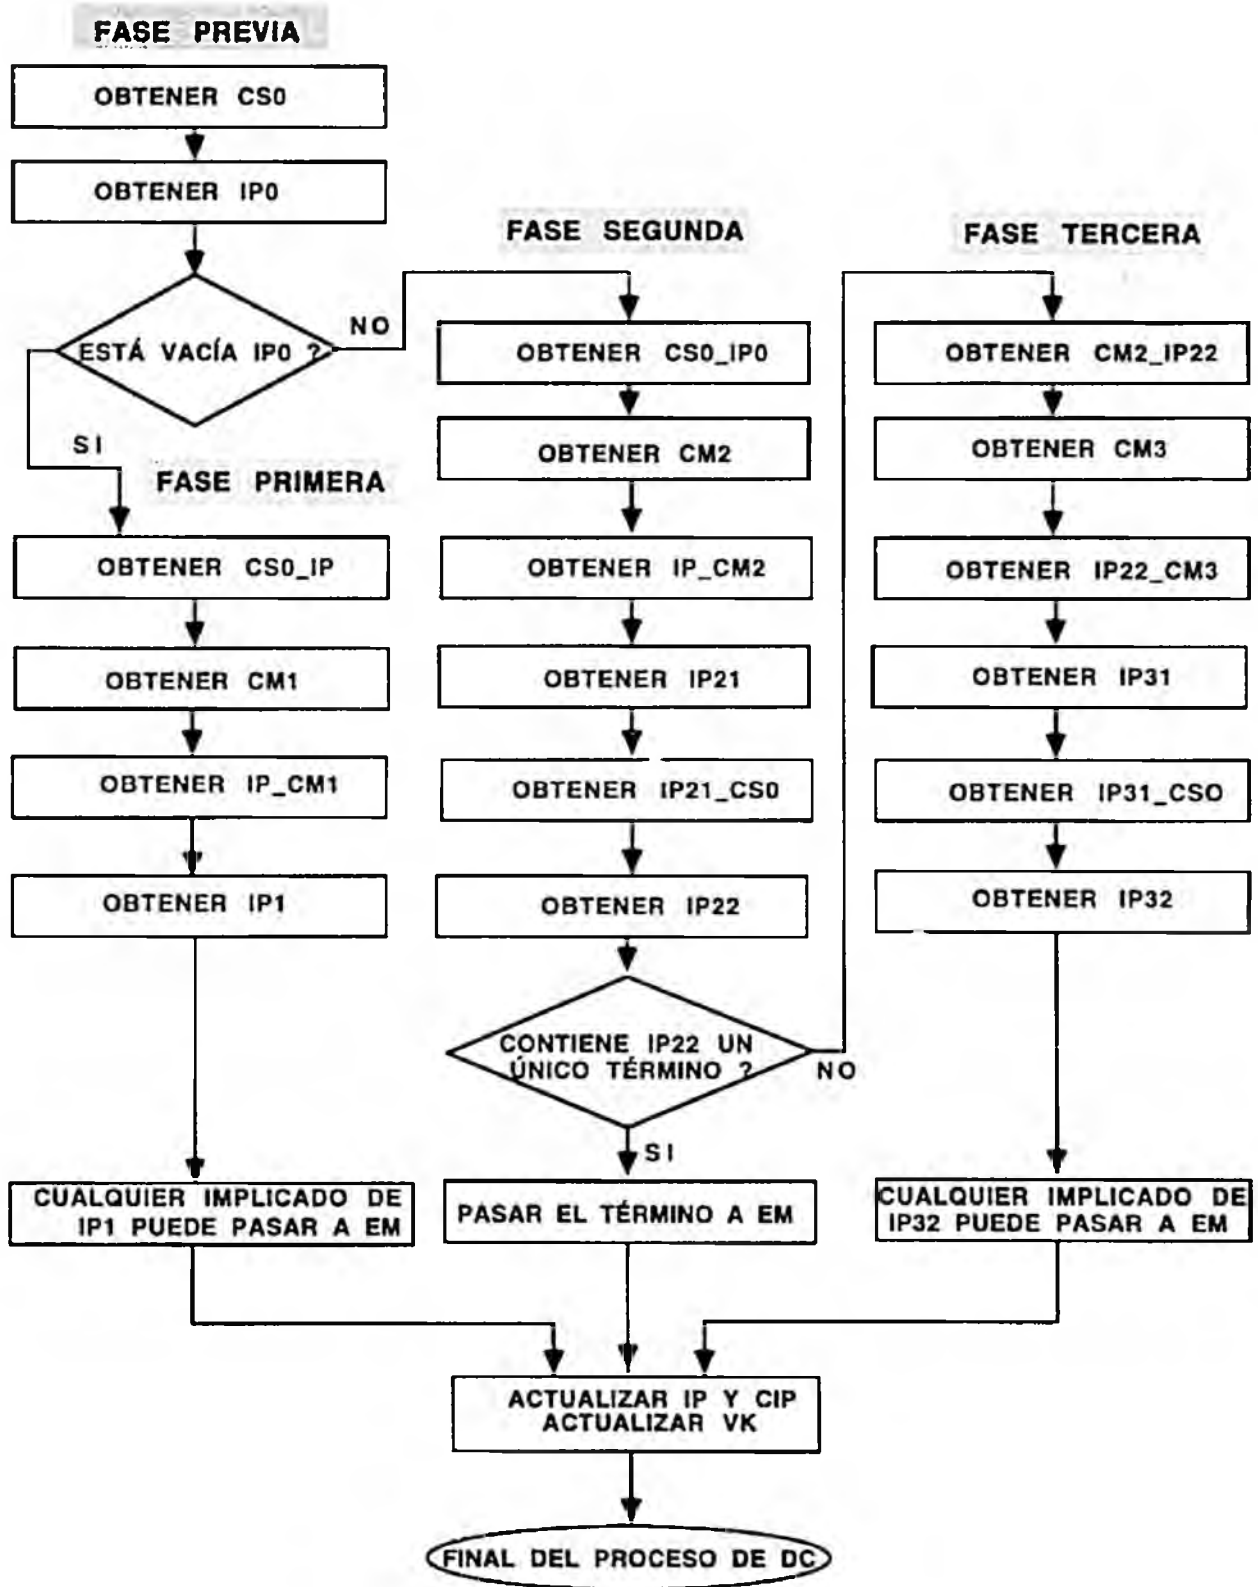 FASE PREVIA
OBTENER CS0
OBTENER IP0
ESTÁ VACÍA IP0 ?
NO
SI
FASE PRIMERA
OBTENER CS0_IP
OBTENER CM1
OBTENER IP_CM1
OBTENER IP1
CUALQUIER IMPLICADO DE
IP1 PUEDE PASAR A EM
FASE SEGUNDA
OBTENER CS0_IP0
OBTENER CM2
OBTENER IP_CM2
OBTENER IP21
OBTENER IP21_CS0
OBTENER IP22
CONTIENE IP22 UN
ÚNICO TÉRMINO ?
NO
SI
PASAR EL TÉRMINO A EM
FASE TERCERA
OBTENER CM2_IP22
OBTENER CM3
OBTENER IP22_CM3
OBTENER IP31
OBTENER IP31_CSO
OBTENER IP32
CUALQUIER IMPLICADO DE
IP32 PUEDE PASAR A EM
ACTUALIZAR IP Y CIP
ACTUALIZAR VK
FINAL DEL PROCESO DE DC